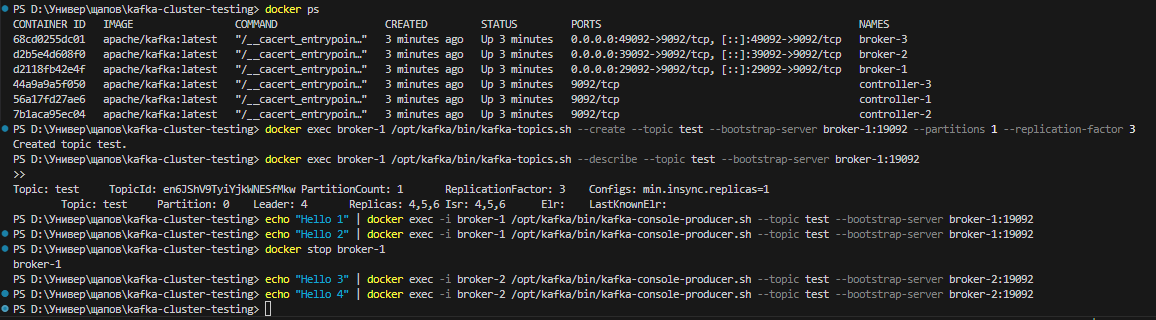 PS D:\Универ\щапов\kafka-cluster-testing> docker ps
CONTAINER ID   IMAGE                 COMMAND                  CREATED         STATUS         PORTS                                           NAMES
68cd0255dc01   apache/kafka:latest   "/__cacert_entrypoin…"   3 minutes ago   Up 3 minutes   0.0.0.0:49092->9092/tcp, [::]:49092->9092/tcp   broker-3
d2b5e4d608f0   apache/kafka:latest   "/__cacert_entrypoin…"   3 minutes ago   Up 3 minutes   0.0.0.0:39092->9092/tcp, [::]:39092->9092/tcp   broker-2
d2118fb42e4f   apache/kafka:latest   "/__cacert_entrypoin…"   3 minutes ago   Up 3 minutes   0.0.0.0:29092->9092/tcp, [::]:29092->9092/tcp   broker-1
44a9a9a5f050   apache/kafka:latest   "/__cacert_entrypoin…"   3 minutes ago   Up 3 minutes   9092/tcp                                        controller-3
56a17fd27ae6   apache/kafka:latest   "/__cacert_entrypoin…"   3 minutes ago   Up 3 minutes   9092/tcp                                        controller-1
7b1aca95ec04   apache/kafka:latest   "/__cacert_entrypoin…"   3 minutes ago   Up 3 minutes   9092/tcp                                        controller-2
PS D:\Универ\щапов\kafka-cluster-testing> docker exec broker-1 /opt/kafka/bin/kafka-topics.sh --create --topic test --bootstrap-server broker-1:19092 --partitions 1 --replication-factor 3
Created topic test.
PS D:\Универ\щапов\kafka-cluster-testing> docker exec broker-1 /opt/kafka/bin/kafka-topics.sh --describe --topic test --bootstrap-server broker-1:19092
>>
Topic: test     TopicId: en6JShV9TyiYjkWNESfMkw PartitionCount: 1       ReplicationFactor: 3    Configs: min.insync.replicas=1
        Topic: test     Partition: 0    Leader: 4       Replicas: 4,5,6 Isr: 4,5,6      Elr:    LastKnownElr:
PS D:\Универ\щапов\kafka-cluster-testing> echo "Hello 1" | docker exec -i broker-1 /opt/kafka/bin/kafka-console-producer.sh --topic test --bootstrap-server broker-1:19092
PS D:\Универ\щапов\kafka-cluster-testing> echo "Hello 2" | docker exec -i broker-1 /opt/kafka/bin/kafka-console-producer.sh --topic test --bootstrap-server broker-1:19092
PS D:\Универ\щапов\kafka-cluster-testing> docker stop broker-1
broker-1
PS D:\Универ\щапов\kafka-cluster-testing> echo "Hello 3" | docker exec -i broker-2 /opt/kafka/bin/kafka-console-producer.sh --topic test --bootstrap-server broker-2:19092
PS D:\Универ\щапов\kafka-cluster-testing> echo "Hello 4" | docker exec -i broker-2 /opt/kafka/bin/kafka-console-producer.sh --topic test --bootstrap-server broker-2:19092
PS D:\Универ\щапов\kafka-cluster-testing>